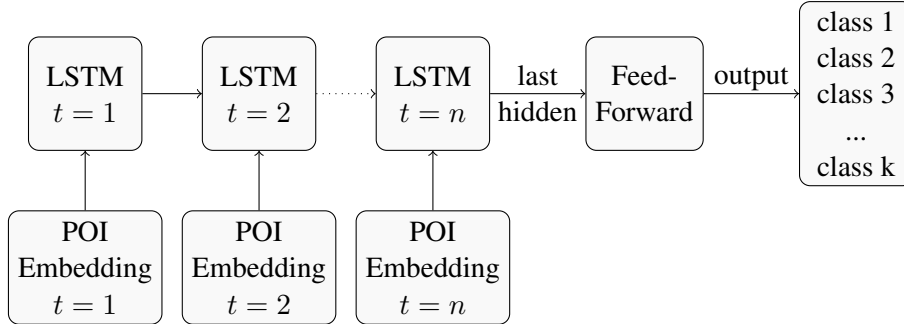 LSTM
t = 1
LSTM
t = 2
LSTM
t = n
last
hidden
Feed-
Forward
output
class 1
class 2
class 3
...
class k
POI
Embedding
t = 1
POI
Embedding
t = 2
POI
Embedding
t = n